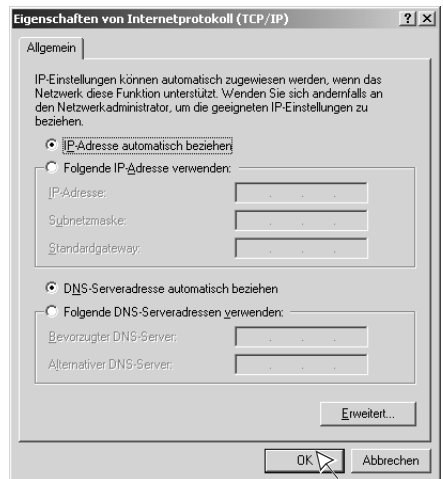 Eigenschaften von Internetprotokoll (TCP/IP)
Allgemein
IP-Einstellungen können automatisch zugewiesen werden, wenn das
Netzwerk diese Funktion unterstützt. Wenden Sie sich andernfalls an
den Netzwerkadministrator, um die geeigneten IP-Einstellungen zu
beziehen.
IP-Adresse automatisch beziehen
Folgende IP-Adresse verwenden:
IP-Adresse:
Subnetzmaske:
Standardgateway:
DNS-Serveradresse automatisch beziehen
Folgende DNS-Serveradressen verwenden:
Bevorzugter DNS-Server:
Alternativer DNS-Server:
Erweitert...
OK Abbrechen